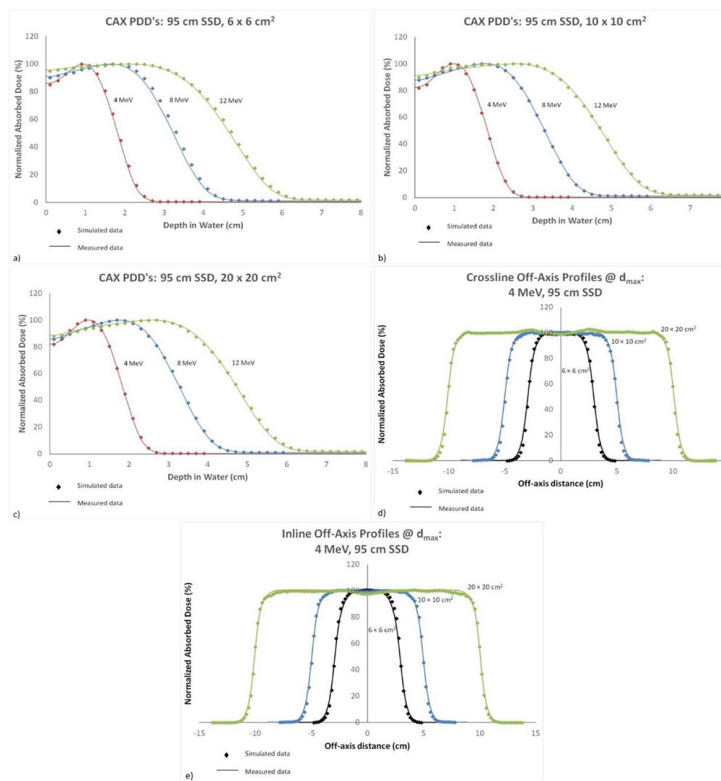 CAX PDD's: 95 cm SSD, 6 x 6 cm²
Normalized Absorbed Dose (%)
120
100
80
60
40
20
0
4 MeV
8 MeV
12 MeV
0 1 2 3 4 5 6 7 8
Depth in Water (cm)
Simulated data
Measured data
a)
CAX PDD's: 95 cm SSD, 10 x 10 cm²
Normalized Absorbed Dose (%)
120
100
80
60
40
20
0
4 MeV
8 MeV
12 MeV
0 1 2 3 4 5 6 7
Depth in Water (cm)
Simulated data
Measured data
b)
CAX PDD's: 95 cm SSD, 20 x 20 cm²
Normalized Absorbed Dose (%)
120
100
80
60
40
20
0
4 MeV
8 MeV
12 MeV
0 1 2 3 4 5 6 7 8
Depth in Water (cm)
Simulated data
Measured data
c)
Crossline Off-Axis Profiles @ dmax:
4 MeV, 95 cm SSD
Normalized Absorbed Dose (%)
120
100
80
60
40
20
0
20 × 20 cm²
10 × 10 cm²
6 × 6 cm²
-15 -10 -5 0 5 10
Off-axis distance (cm)
Simulated data
Measured data
d)
Inline Off-Axis Profiles @ dmax:
4 MeV, 95 cm SSD
Normalized Absorbed Dose (%)
120
100
80
60
40
20
0
20 × 20 cm²
10 × 10 cm²
6 × 6 cm²
-15 -10 -5 0 5 10 15
Off-axis distance (cm)
Simulated data
Measured data
e)